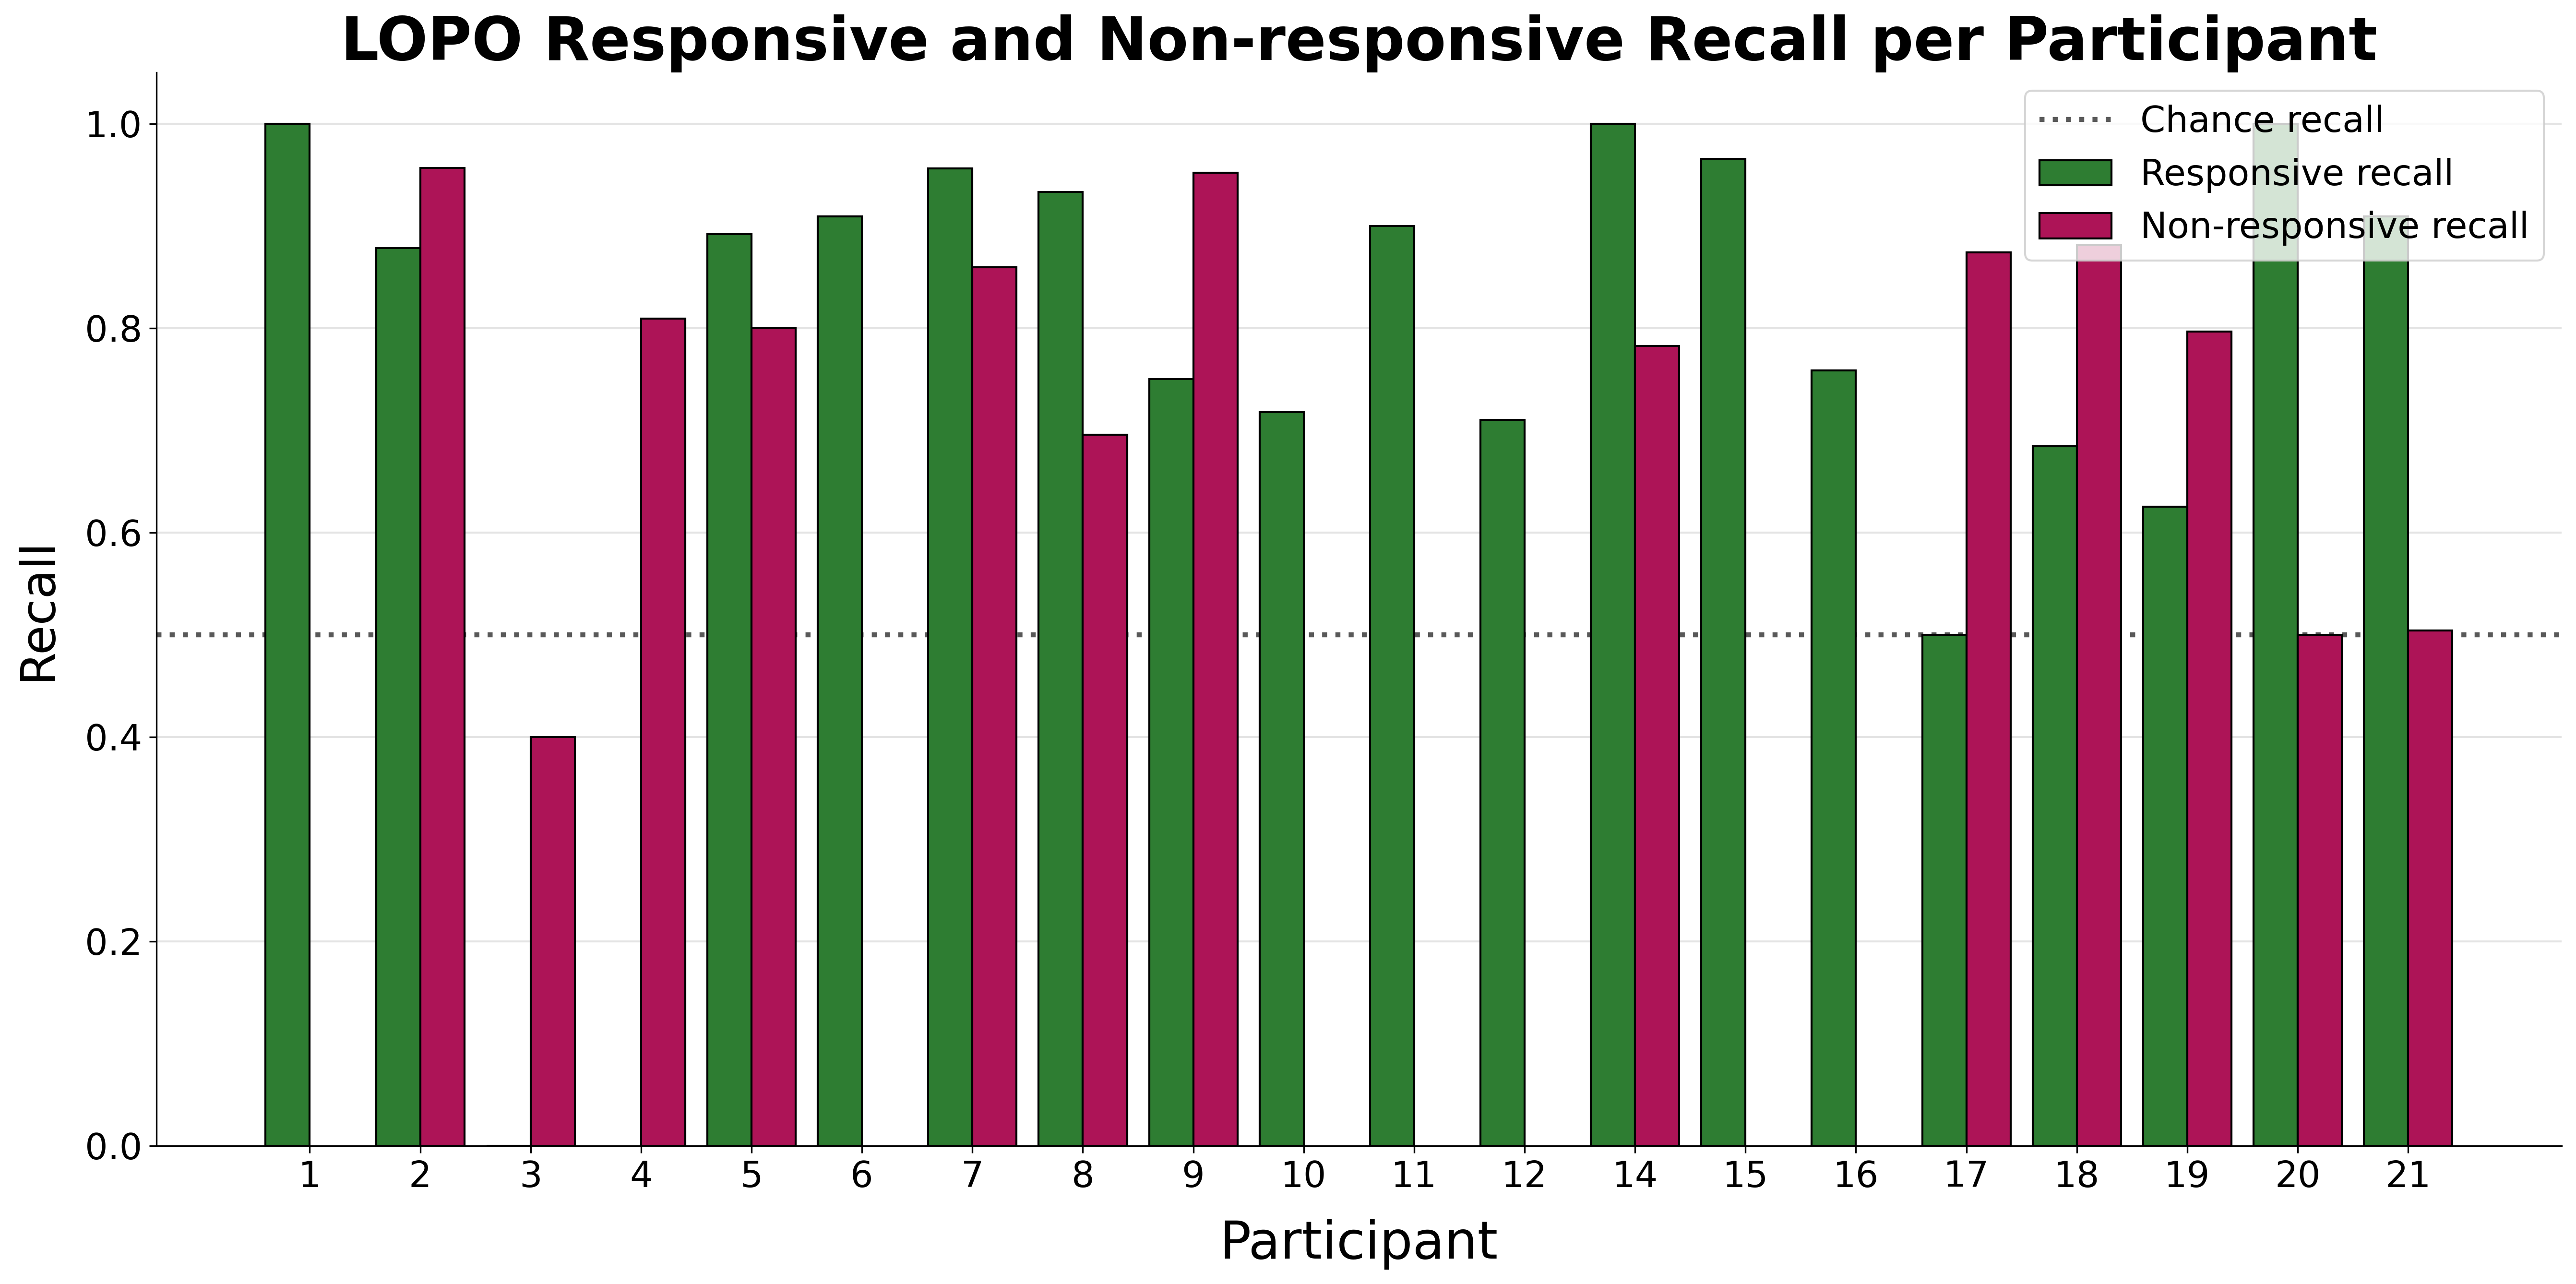 LOPO Responsive and Non-responsive Recall per Participant
Chance recall
Responsive recall
Non-responsive recall
1.0
0.8
0.6
0.4
0.2
0.0
Recall
1 2 3 4 5 6 7 8 9 10 11 12 14 15 16 17 18 19 20 21
Participant